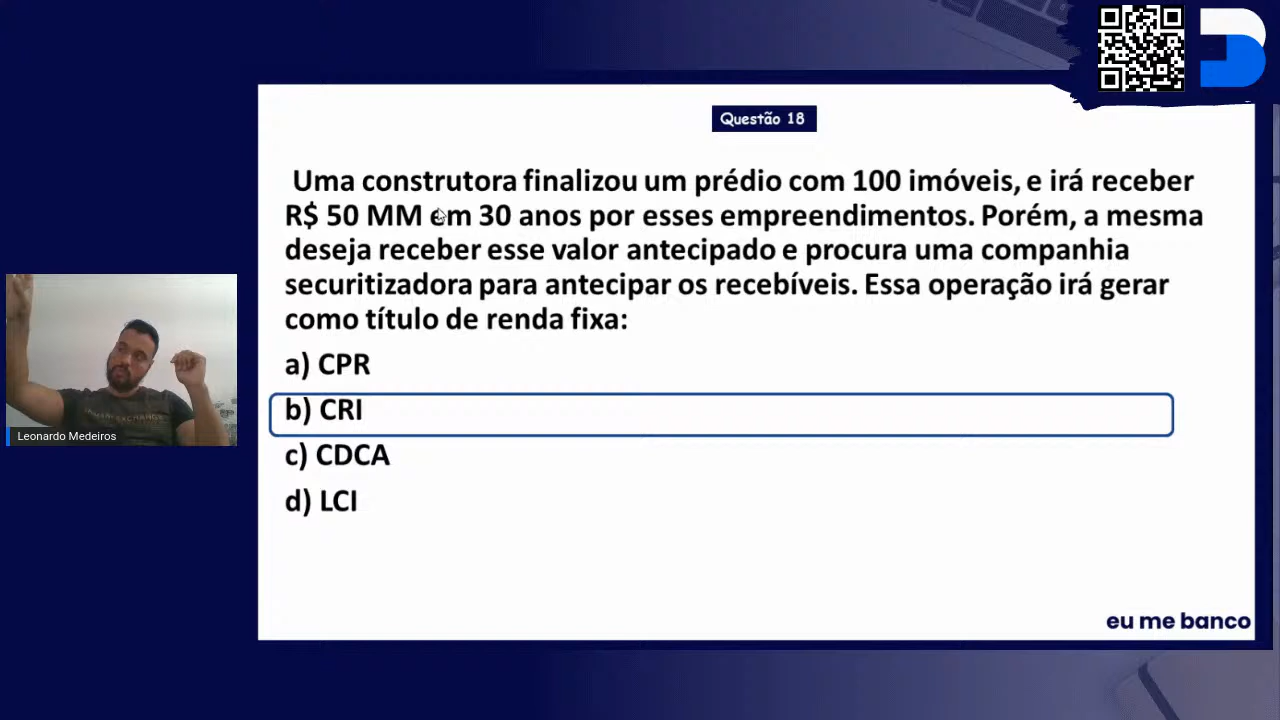 Questão 18
Uma construtora finalizou um prédio com 100 imóveis, e irá receber
R$ 50 MM em 30 anos por esses empreendimentos. Porém, a mesma
deseja receber esse valor antecipado e procura uma companhia
securitizadora para antecipar os recebíveis. Essa operação irá gerar
como título de renda fixa:
a) CPR
b) CRI
c) CDCA
d) LCI
Leonardo Medeiros
eu me banco